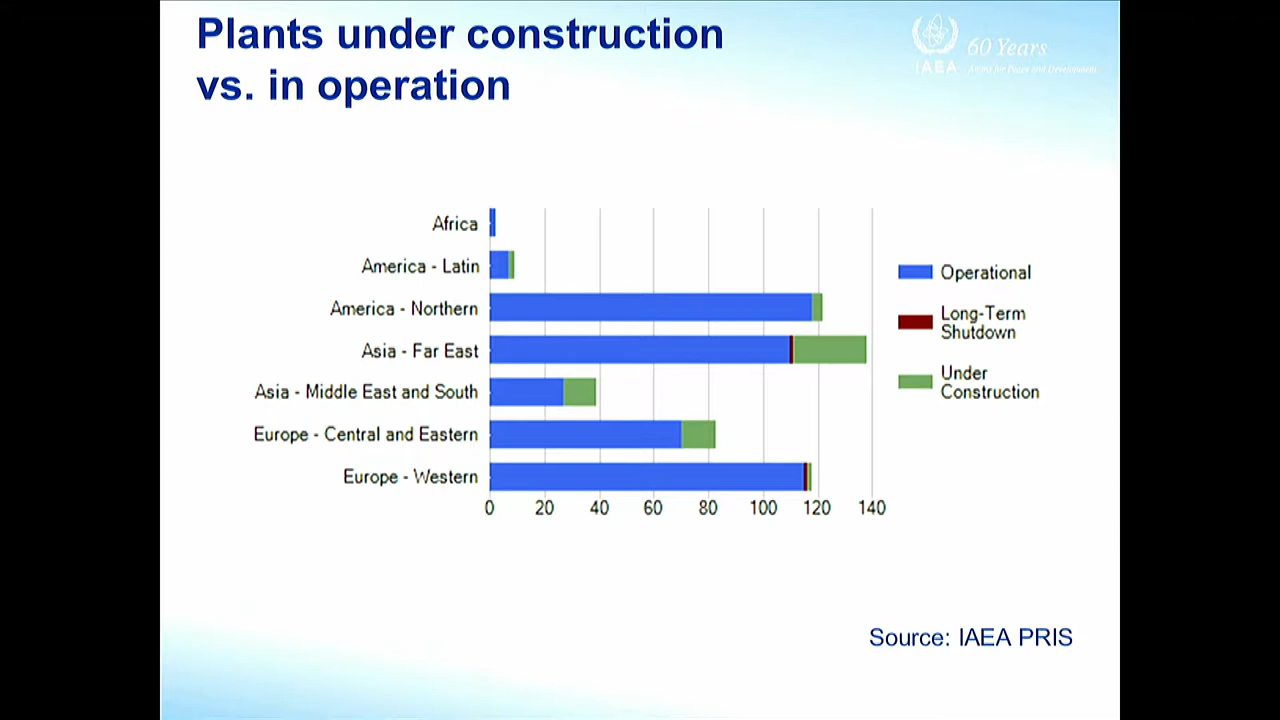 Plants under construction
vs. in operation
60 Years
IAEA
Atoms for Peace and Development
Africa
America - Latin
America - Northern
Asia - Far East
Asia - Middle East and South
Europe - Central and Eastern
Europe - Western
0 20 40 60 80 100 120 140
Operational
Long-Term
Shutdown
Under
Construction
Source: IAEA PRIS